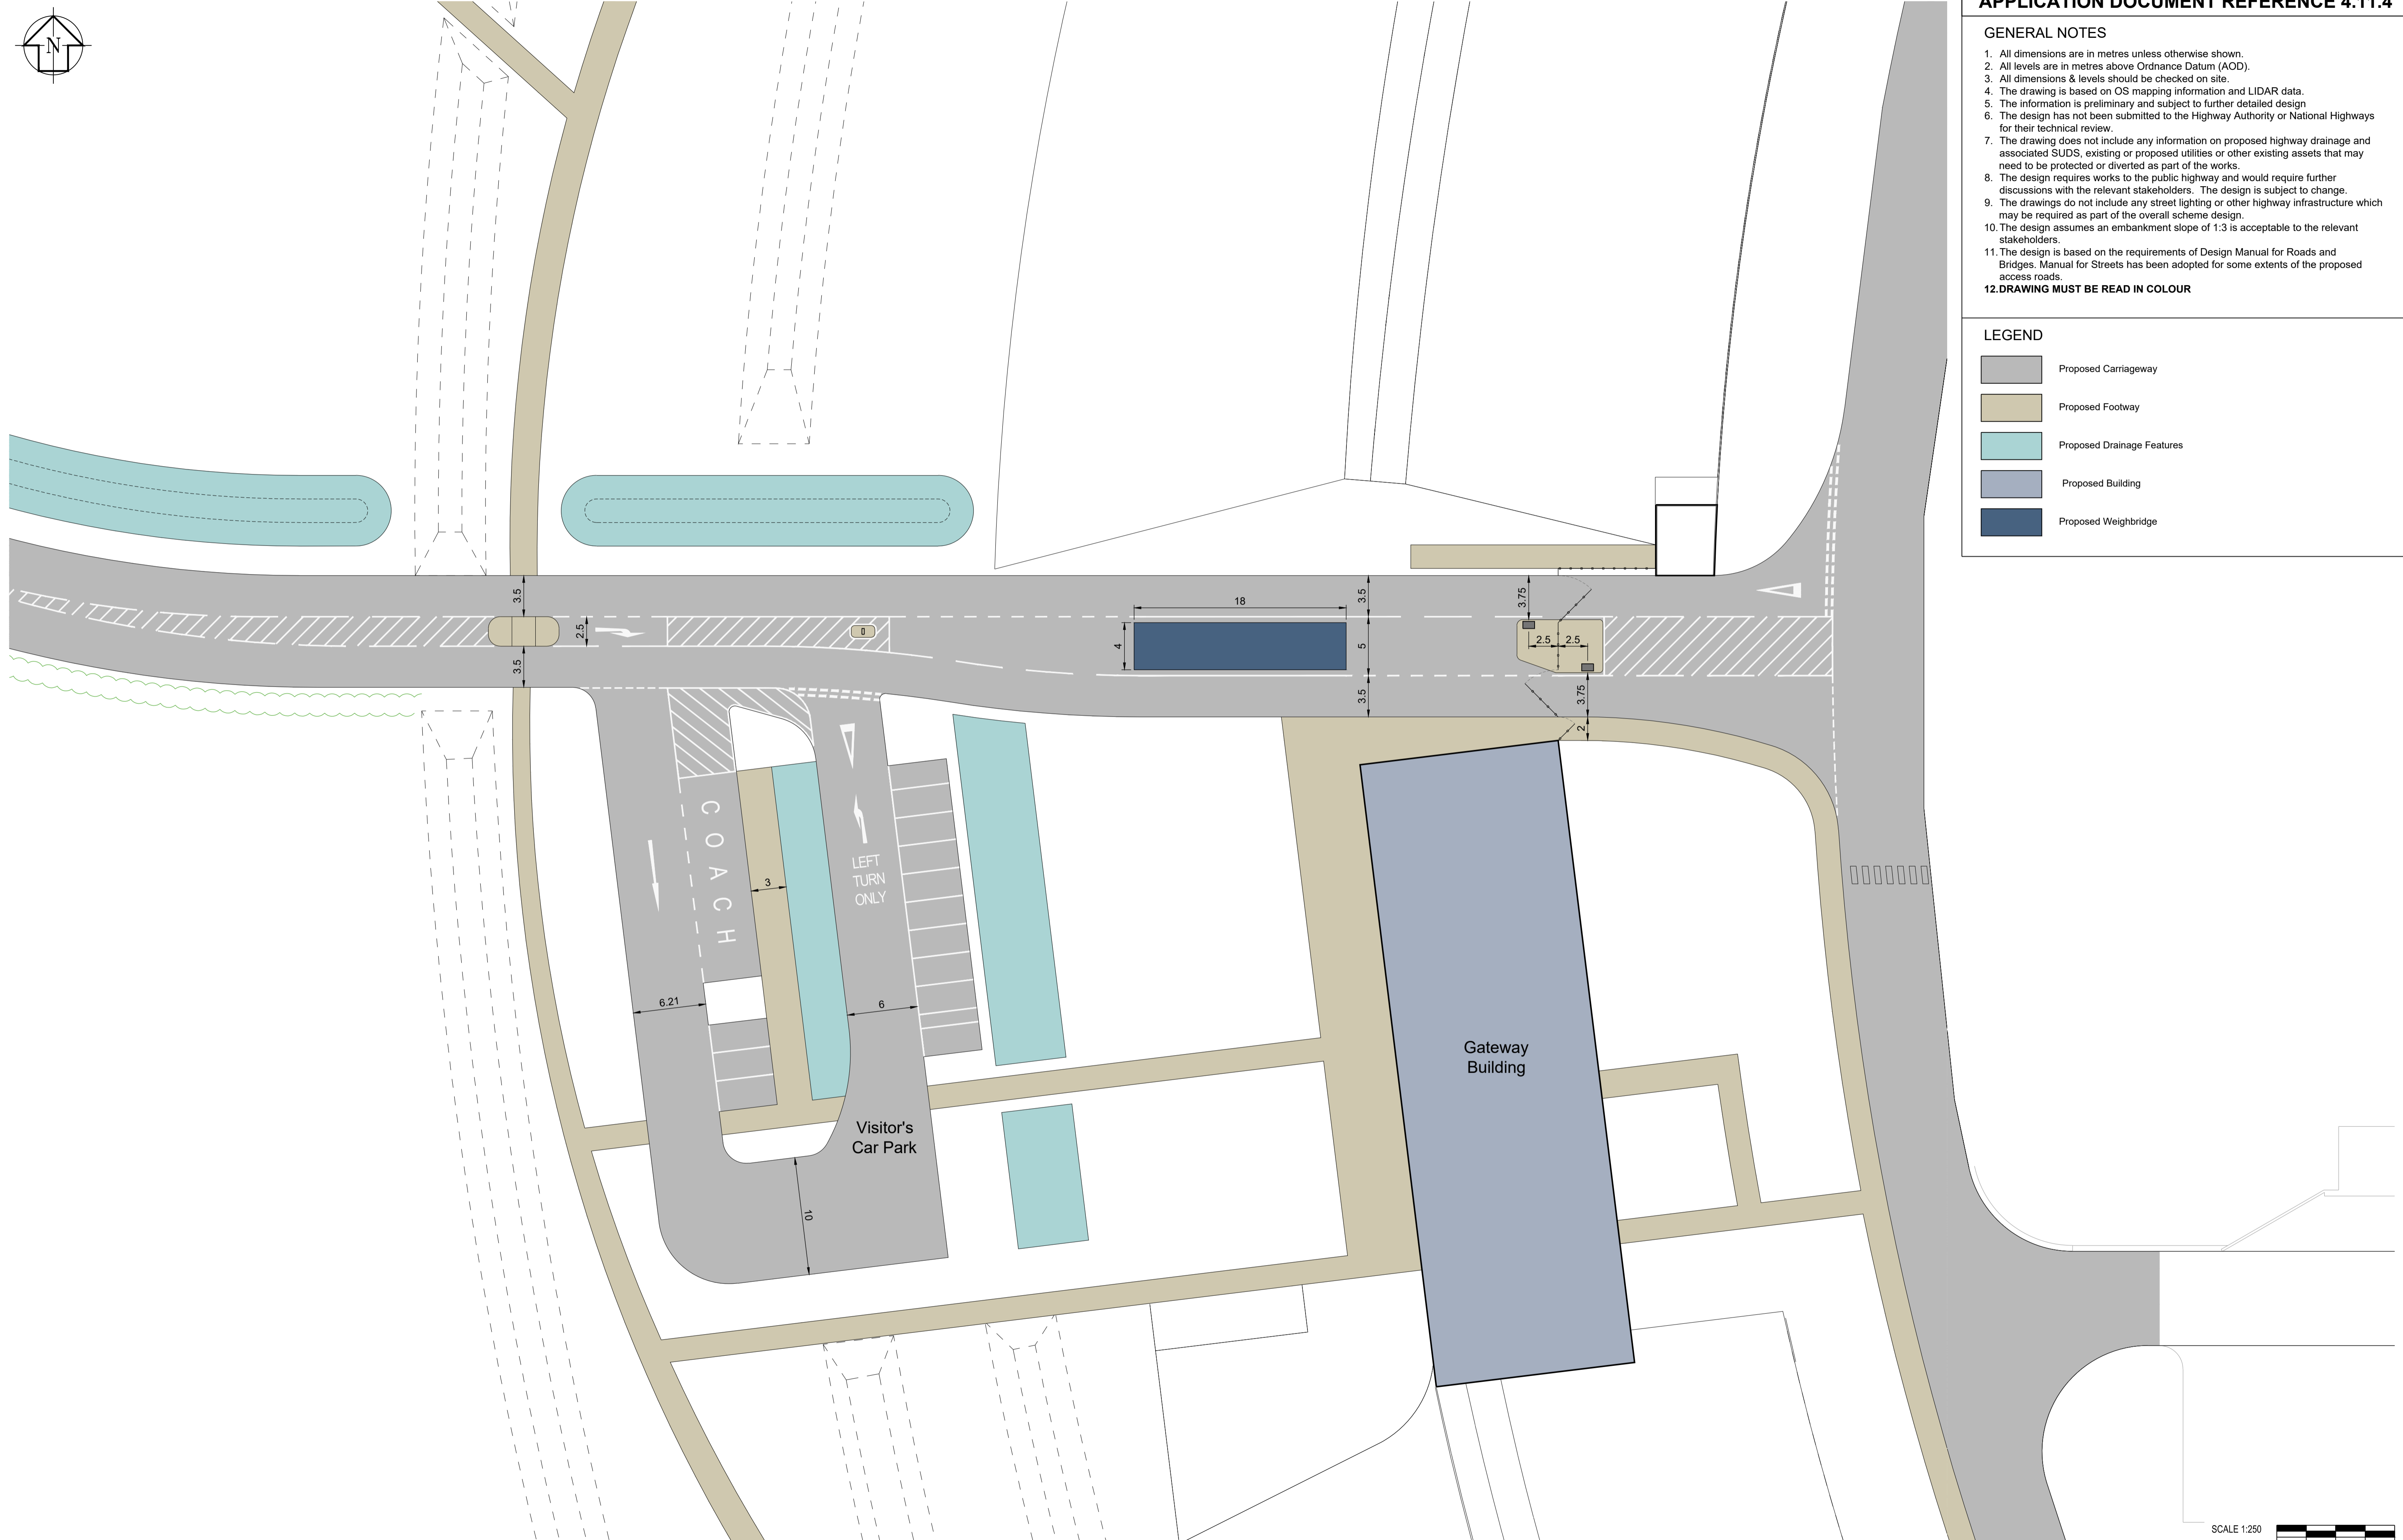 APPLICATION DOCUMENT REFERENCE 4.11.4
N
GENERAL NOTES
1. All dimensions are in metres unless otherwise shown.
2. All levels are in metres above Ordnance Datum (AOD).
3. All dimensions & levels should be checked on site.
4. The drawing is based on OS mapping information and LIDAR data.
5. The information is preliminary and subject to further detailed design
6. The design has not been submitted to the Highway Authority or National Highways
for their technical review.
7. The drawing does not include any information on proposed highway drainage and
associated SUDS, existing or proposed utilities or other existing assets that may
need to be protected or diverted as part of the works.
8. The design requires works to the public highway and would require further
discussions with the relevant stakeholders. The design is subject to change.
9. The drawings do not include any street lighting or other highway infrastructure which
may be required as part of the overall scheme design.
10. The design assumes an embankment slope of 1:3 is acceptable to the relevant
stakeholders.
11. The design is based on the requirements of Design Manual for Roads and
Bridges. Manual for Streets has been adopted for some extents of the proposed
access roads.
12. DRAWING MUST BE READ IN COLOUR
LEGEND
Proposed Carriageway
Proposed Footway
Proposed Drainage Features
Proposed Building
Proposed Weighbridge
3.5
2.5
3.5
18
4
3.5
5
3.5
3.75
2.5
2.5
3.75
2
COACH
LEFT
TURN
ONLY
3
6.21
6
10
Visitor's
Car Park
Gateway
Building
SCALE 1:250